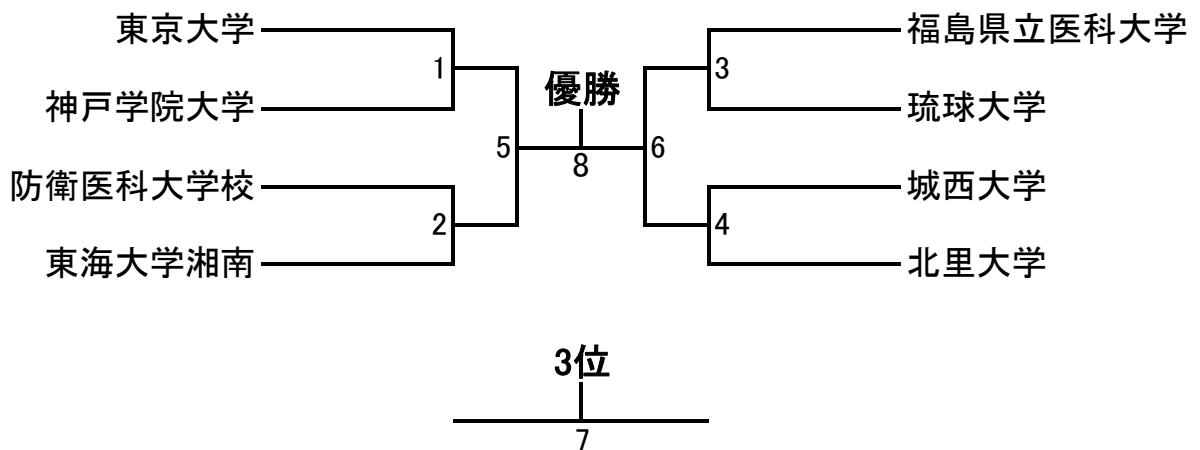 東京大学
神戸学院大学
防衛医科大学校
東海大学湘南
1
2
5
優勝
8
6
3
4
福島県立医科大学
琉球大学
城西大学
北里大学
3位
7